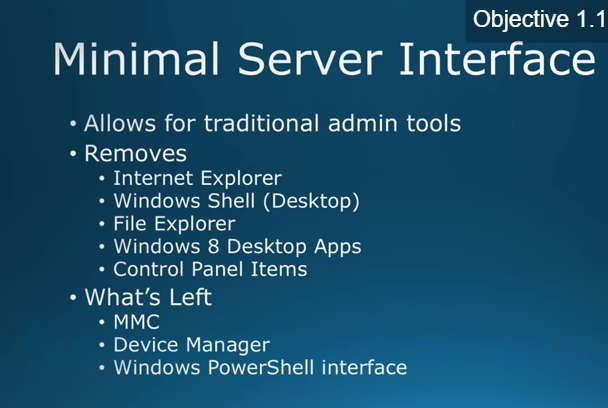 Objective 1.1
Minimal Server Interface
• Allows for traditional admin tools
• Removes
• Internet Explorer
• Windows Shell (Desktop)
• File Explorer
• Windows 8 Desktop Apps
• Control Panel Items
• What's Left
• MMC
• Device Manager
• Windows PowerShell interface